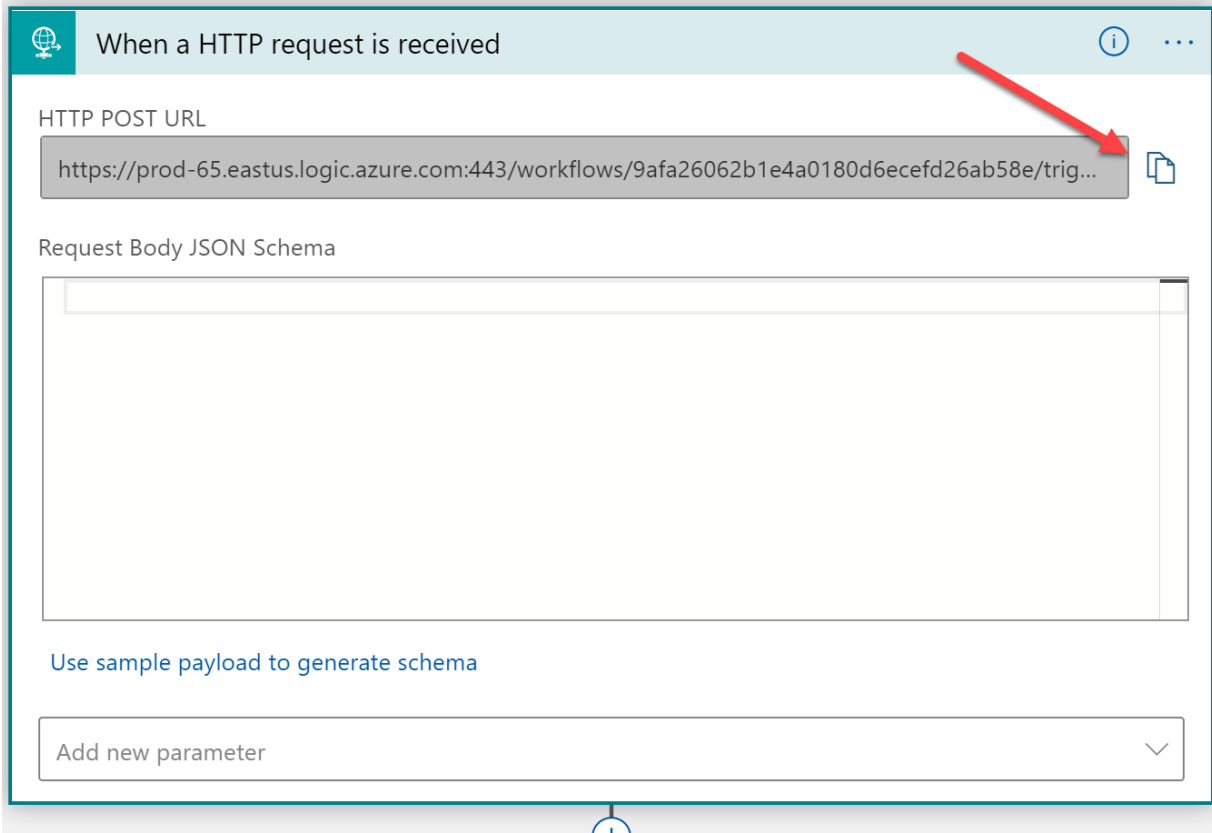 When a HTTP request is received
HTTP POST URL
https://prod-65.eastus.logic.azure.com:443/workflows/9afa26062b1e4a0180d6ecefd26ab58e/trig...
Request Body JSON Schema
Use sample payload to generate schema
Add new parameter